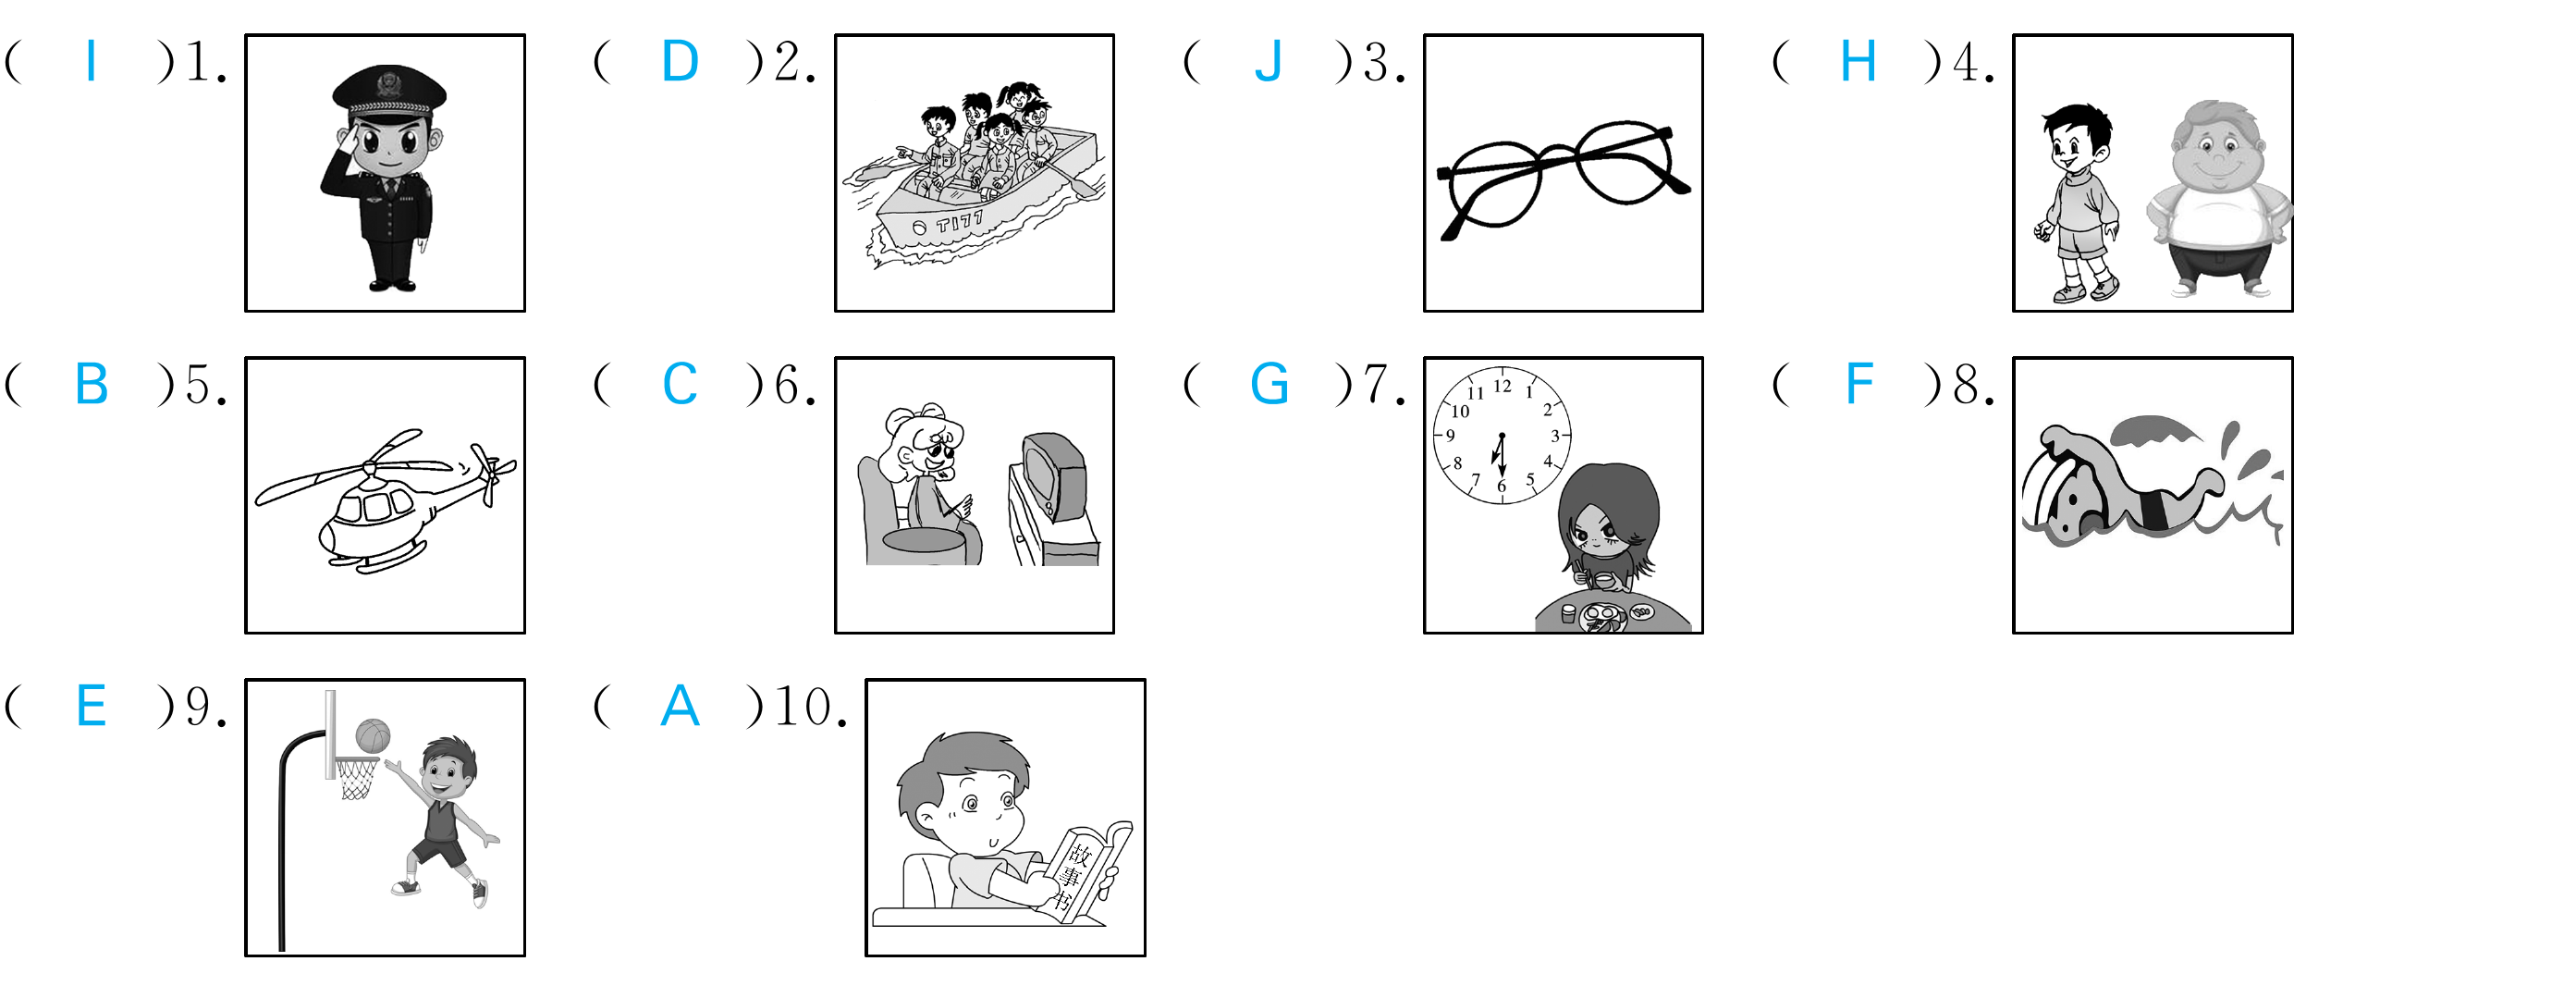 ( I )1. ( D )2. ( J )3. ( H )4.
T177
( B )5. ( C )6. ( G )7. ( F )8.
12 1 2 3 4 5 6 7 8 9 10 11
( E )9. ( A )10.
故事书